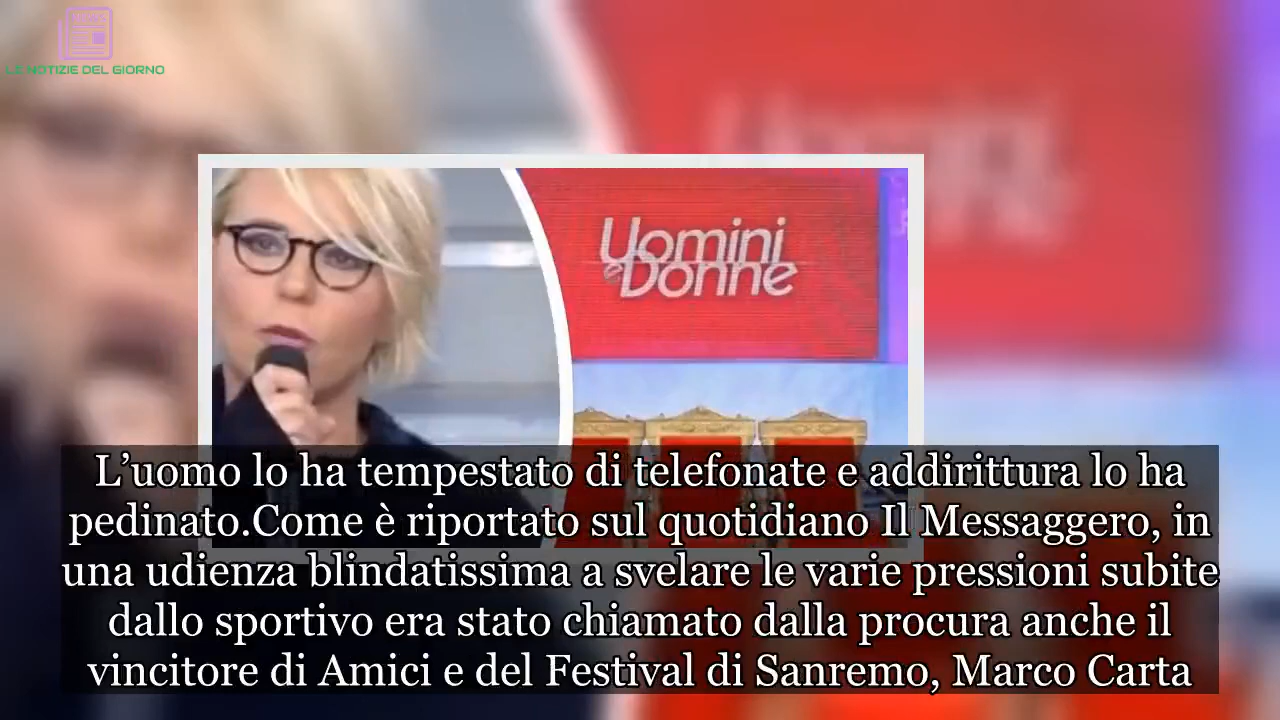 LE NOTIZIE DEL GIORNO
Uomini
e Donne
L’uomo lo ha tempestato di telefonate e addirittura lo ha
pedinato.Come è riportato sul quotidiano Il Messaggero, in
una udienza blindatissima a svelare le varie pressioni subite
dallo sportivo era stato chiamato dalla procura anche il
vincitore di Amici e del Festival di Sanremo, Marco Carta